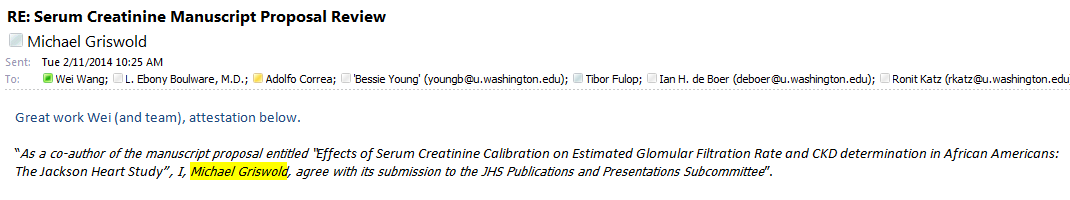 RE: Serum Creatinine Manuscript Proposal Review
Michael Griswold
Sent: Tue 2/11/2014 10:25 AM
To: Wei Wang; L. Ebony Boulware, M.D.; Adolfo Correa; 'Bessie Young' (youngb@u.washington.edu); Tibor Fulop; Ian H. de Boer (deboer@u.washington.edu); Ronit Katz (rkatz@u.washington.edu)
Great work Wei (and team), attestation below.
“As a co-author of the manuscript proposal entitled “Effects of Serum Creatinine Calibration on Estimated Glomular Filtration Rate and CKD determination in African Americans:
The Jackson Heart Study”, I, Michael Griswold, agree with its submission to the JHS Publications and Presentations Subcommittee”.